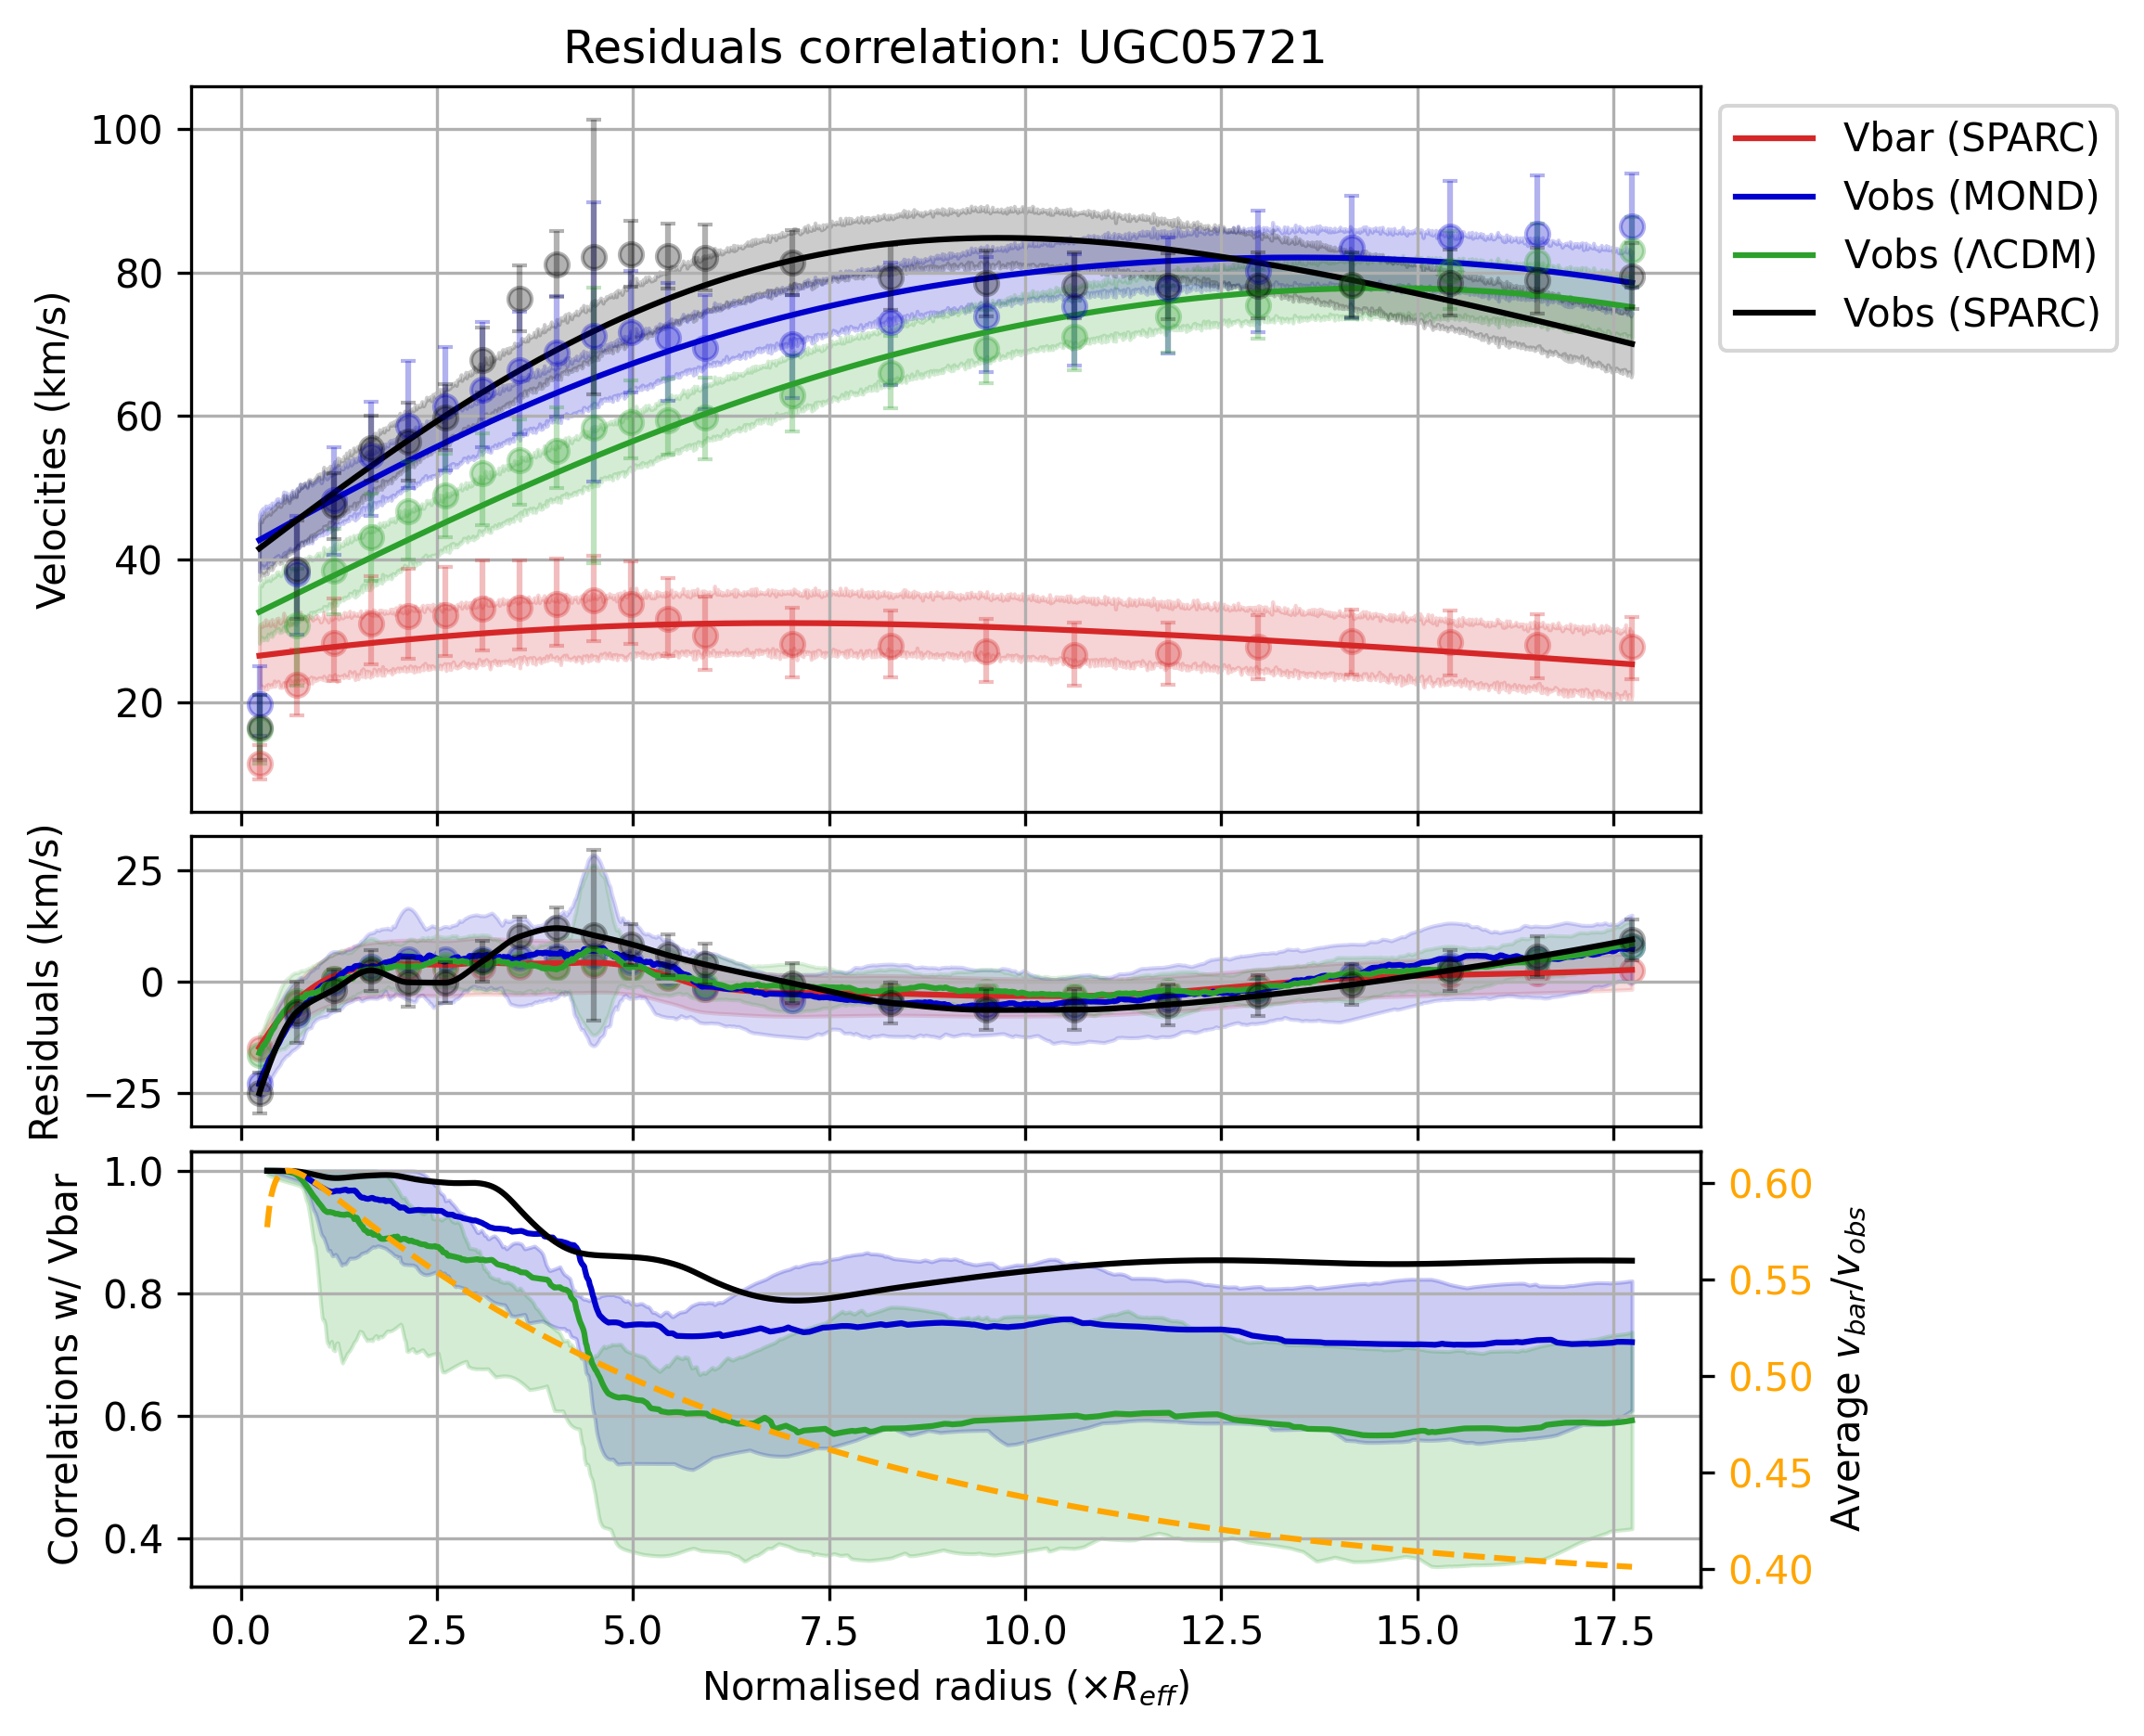 Residuals correlation: UGC05721
Velocities (km/s)
100
80
60
40
20
Vbar (SPARC)
Vobs (MOND)
Vobs (ΛCDM)
Vobs (SPARC)
Residuals (km/s)
25
0
−25
Correlations w/ Vbar
1.0
0.8
0.6
0.4
0.60
0.55
0.50
0.45
0.40
Average v_bar/v_obs
0.0 2.5 5.0 7.5 10.0 12.5 15.0 17.5
Normalised radius (×R_eff)